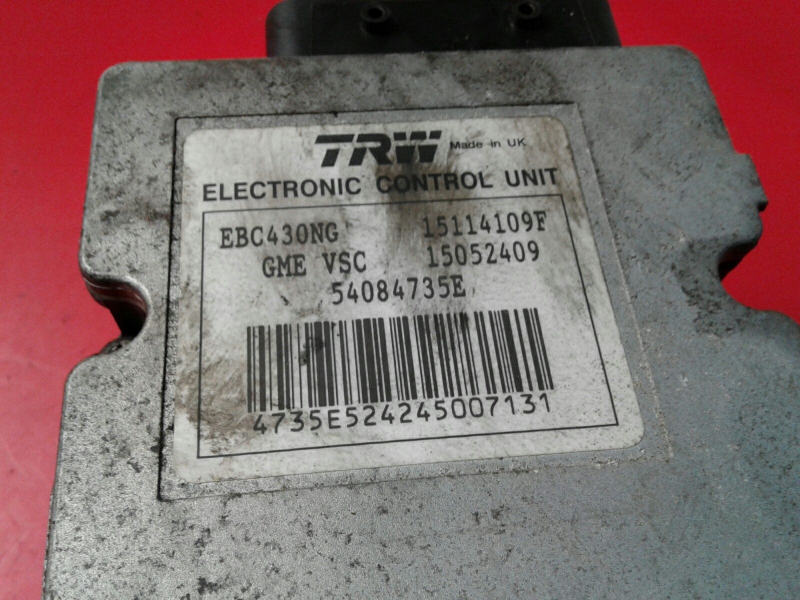 TRW Made in UK
ELECTRONIC CONTROL UNIT
EBC430NG 15114109F
GME VSC 15052409
54084735E
4735E524245007131